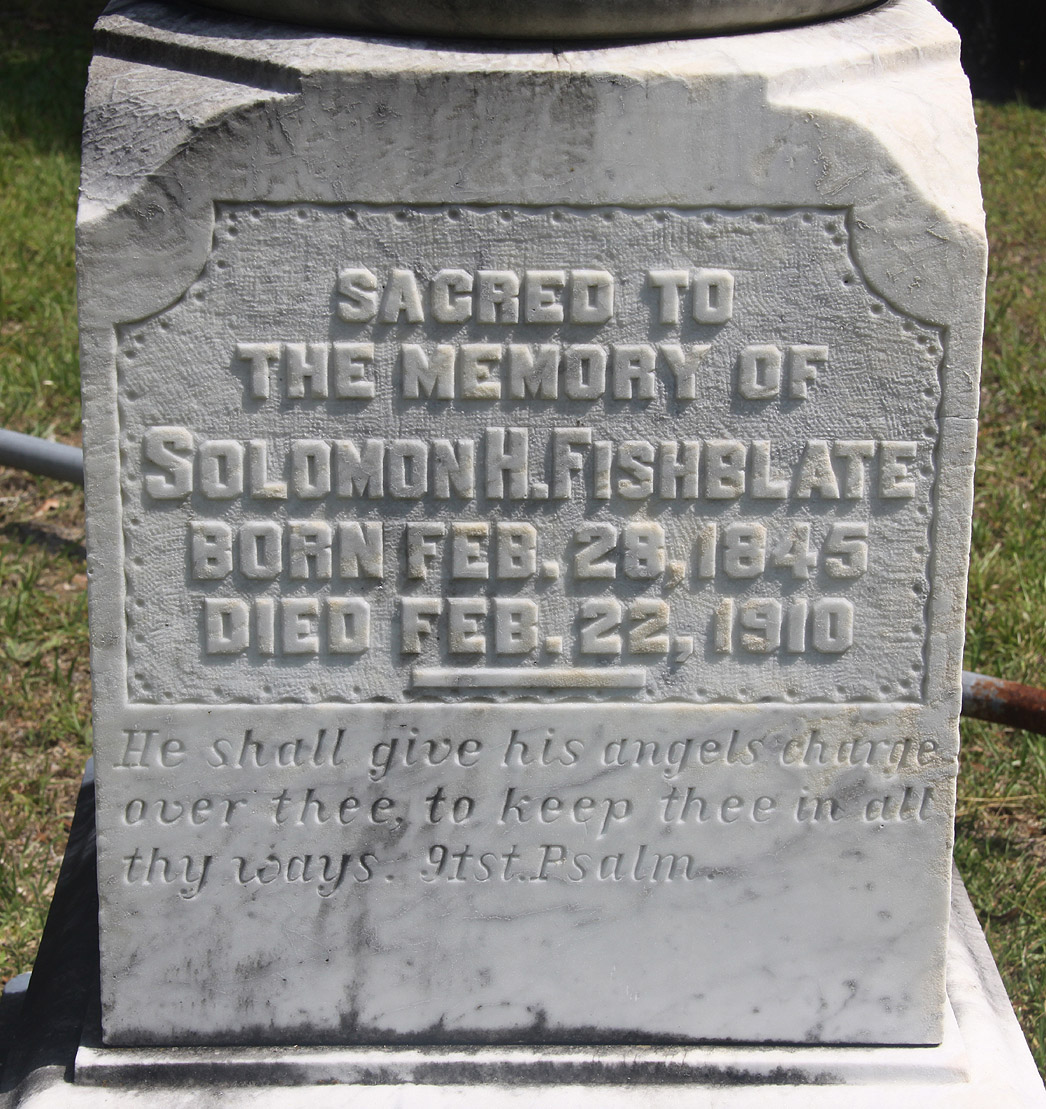 SACRED TO
THE MEMORY OF
SOLOMON H. FISHBLATE
BORN FEB. 28, 1845
DIED FEB. 22, 1910
He shall give his angels charge
over thee, to keep thee in all
thy ways. 91st. Psalm.